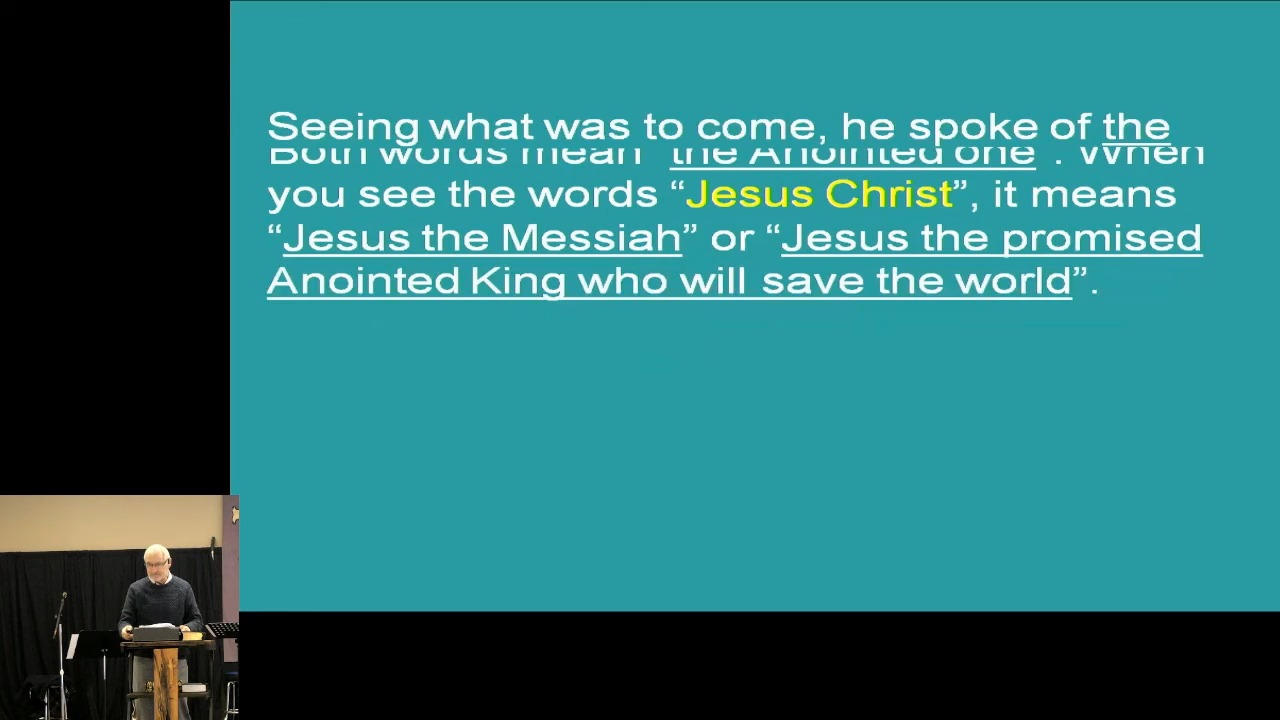 Seeing what was to come, he spoke of the
Both words mean “the Anointed one”. When
you see the words “Jesus Christ”, it means
“Jesus the Messiah” or “Jesus the promised
Anointed King who will save the world”.